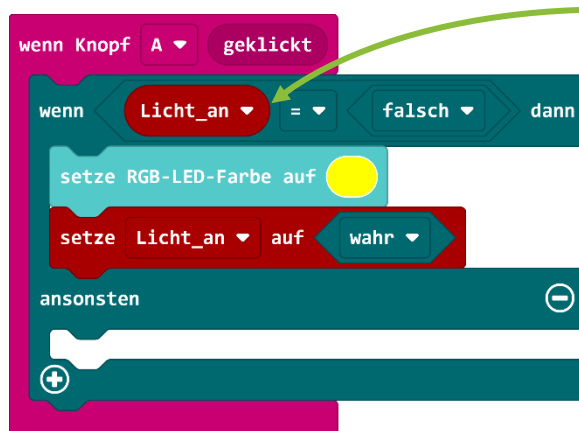 wenn Knopf A geklickt
wenn Licht_an = falsch dann
setze RGB-LED-Farbe auf
setze Licht_an auf wahr
ansonsten